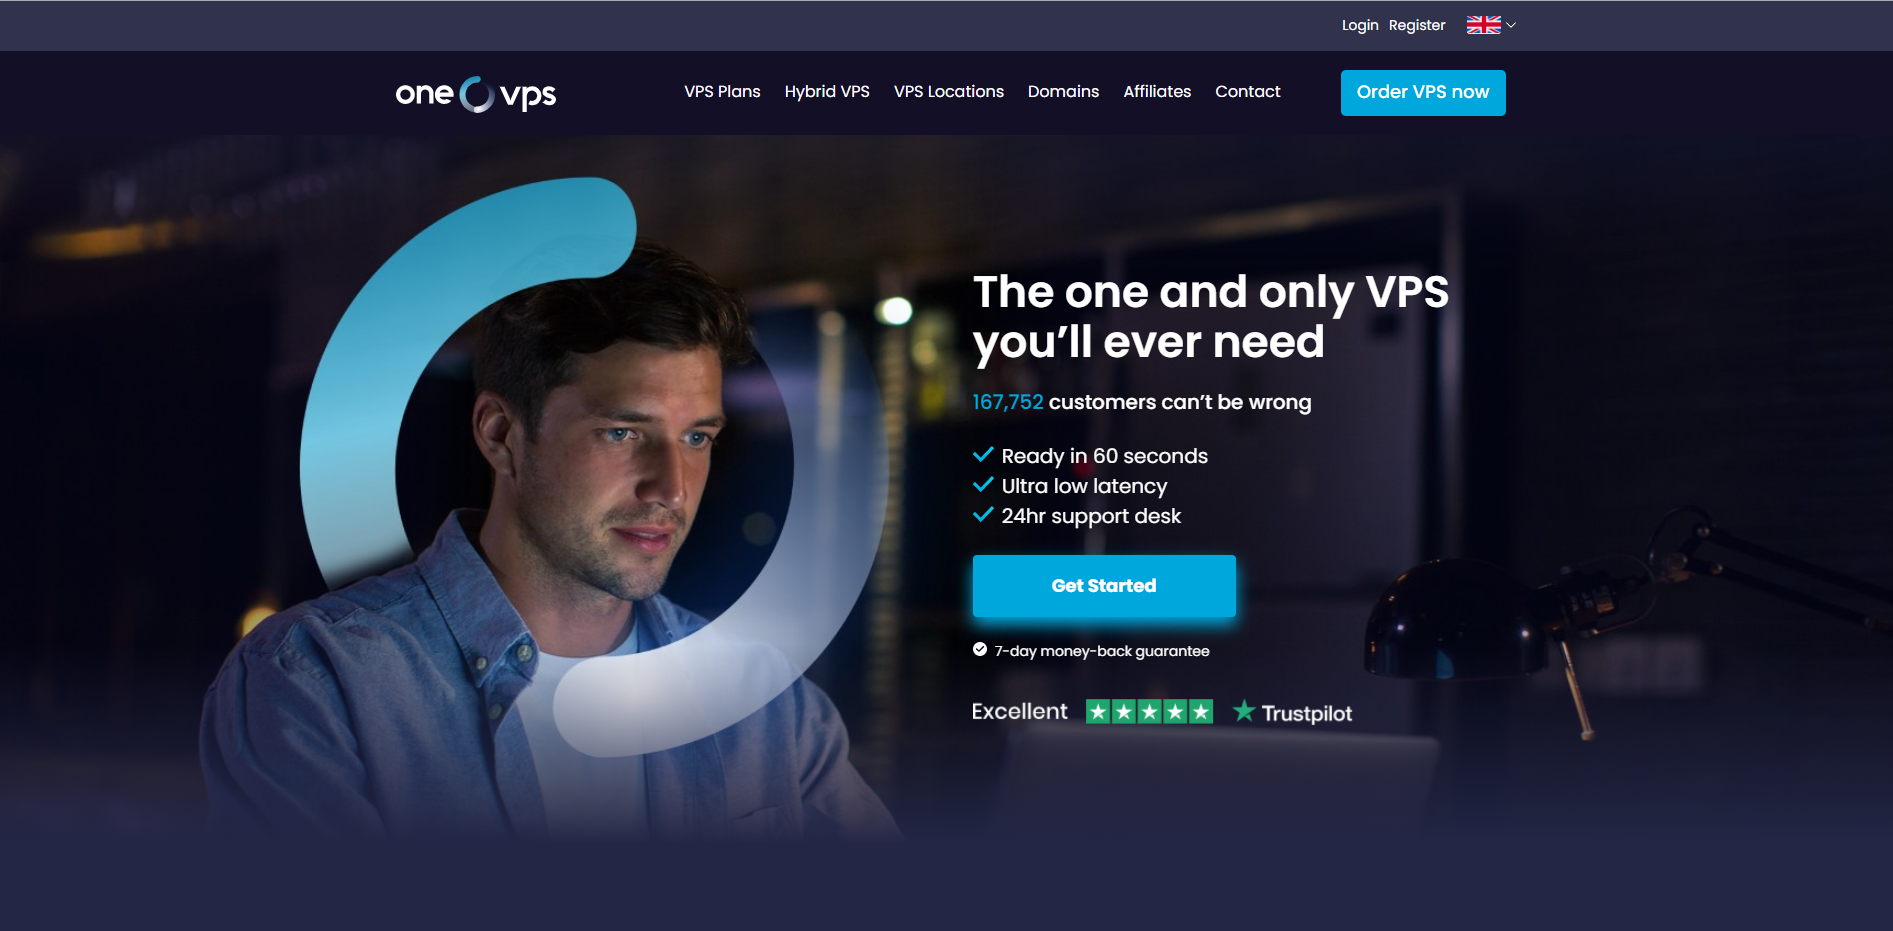 Login Register
one vps
VPS Plans Hybrid VPS VPS Locations Domains Affiliates Contact
Order VPS now
The one and only VPS
you’ll ever need
167,752 customers can’t be wrong
Ready in 60 seconds
Ultra low latency
24hr support desk
Get Started
7-day money-back guarantee
Excellent
Trustpilot